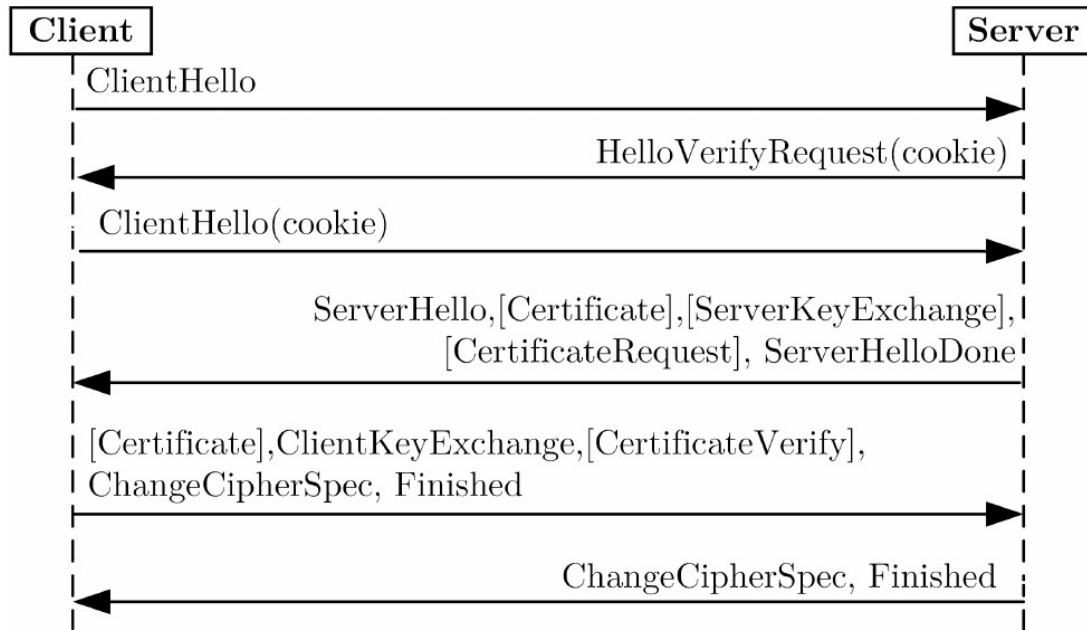 Client
Server
ClientHello
HelloVerifyRequest(cookie)
ClientHello(cookie)
ServerHello,[Certificate],[ServerKeyExchange],
[CertificateRequest], ServerHelloDone
[Certificate],ClientKeyExchange,[CertificateVerify],
ChangeCipherSpec, Finished
ChangeCipherSpec, Finished